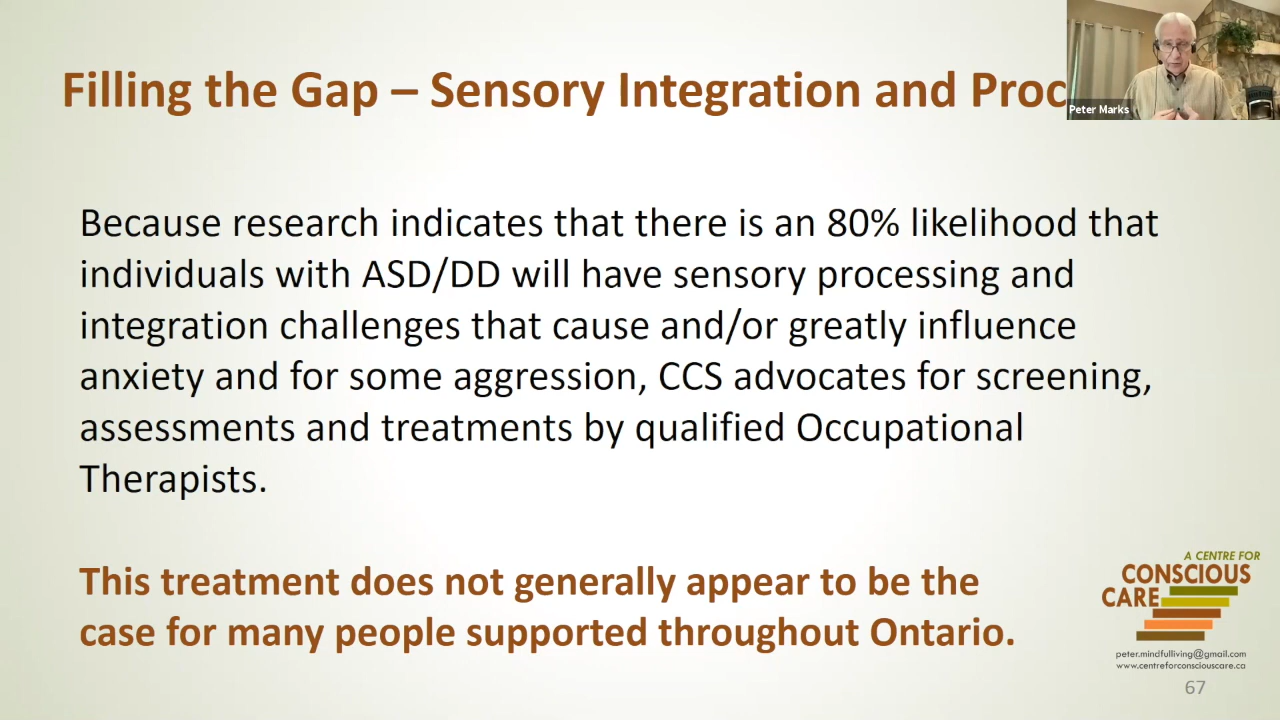 Filling the Gap – Sensory Integration and Proc
Peter Marks
Because research indicates that there is an 80% likelihood that
individuals with ASD/DD will have sensory processing and
integration challenges that cause and/or greatly influence
anxiety and for some aggression, CCS advocates for screening,
assessments and treatments by qualified Occupational
Therapists.
This treatment does not generally appear to be the
case for many people supported throughout Ontario.
A CENTRE FOR
CONSCIOUS
CARE
peter.mindfulliving@gmail.com
www.centreforconsciouscare.ca
67